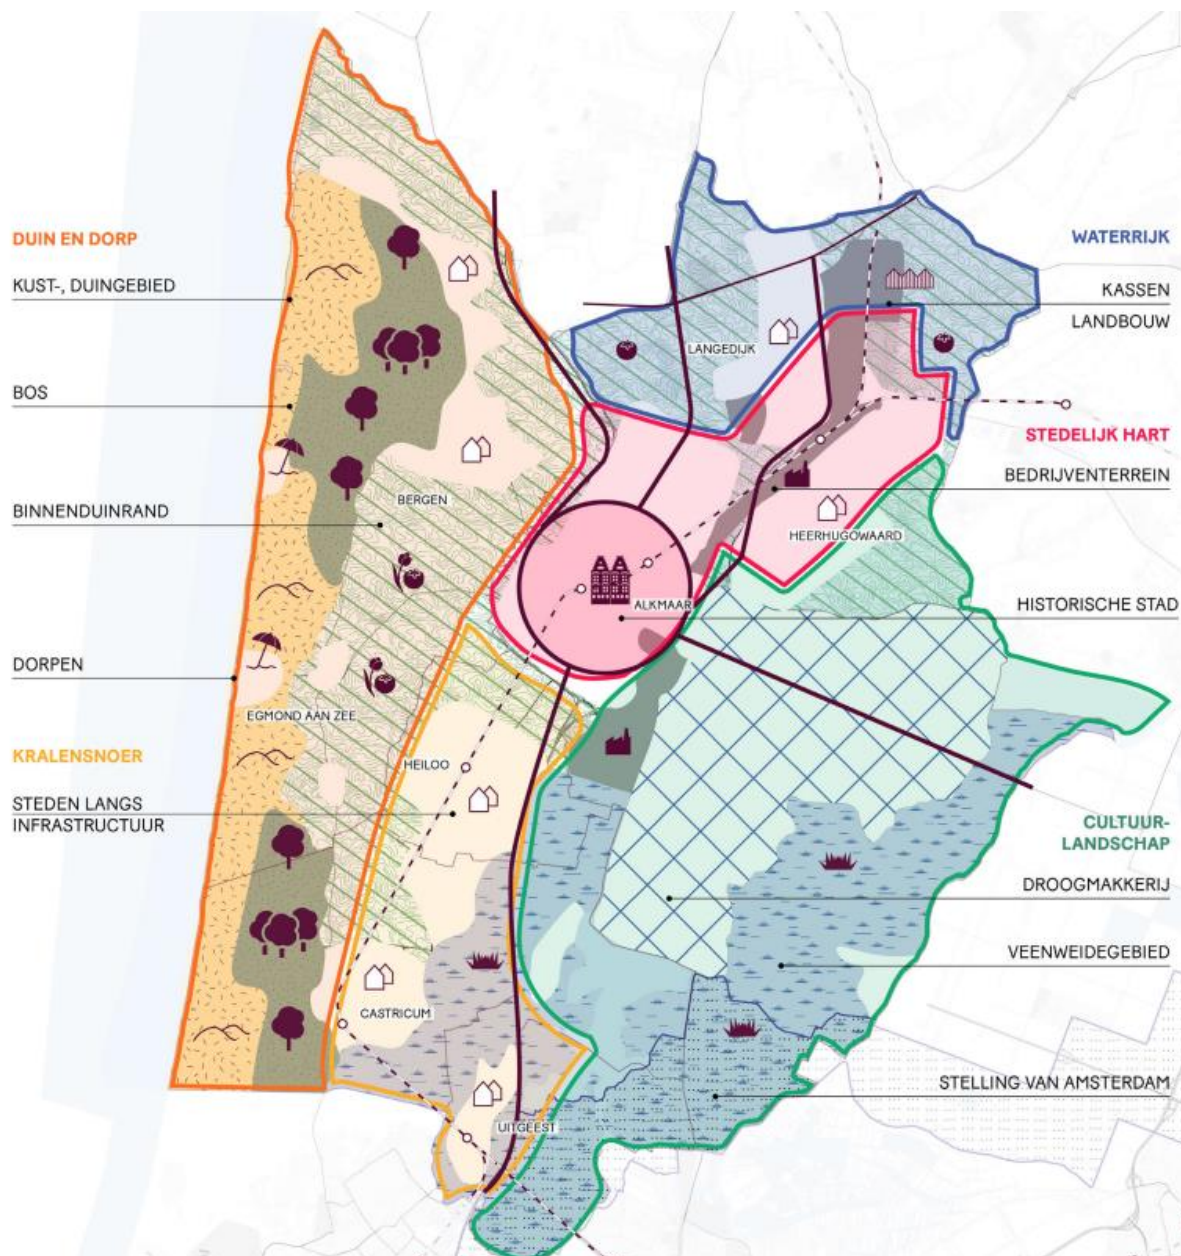 DUIN EN DORP
KUST-, DUINGEBIED
BOS
BINNENDUINRAND
DORPEN
KRALENSNOER
STEDEN LANGS
INFRASTRUCTUUR
BERGEN
EGMOND AAN ZEE
HEILOO
CASTRICUM
UITGEEST
LANGEDIJK
HEERHUGOWAARD
ALKMAAR
WATERRIJK
KASSEN
LANDBOUW
STEDELIJK HART
BEDRIJVENTERREIN
HISTORISCHE STAD
CULTUUR-
LANDSCHAP
DROOGMAKKERIJ
VEENWEIDEGEBIED
STELLING VAN AMSTERDAM